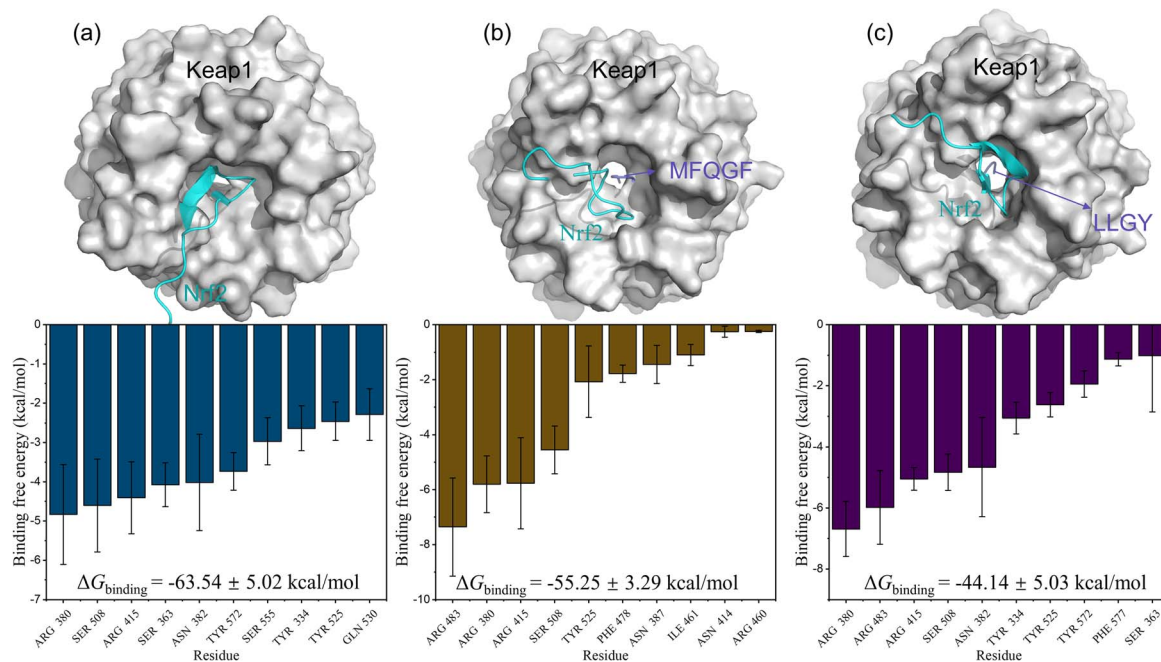 (a)
Keap1
Nrf2
(b)
Keap1
MFQGF
Nrf2
(c)
Keap1
Nrf2
LLGY
Binding free energy (kcal/mol)
0
-1
-2
-3
-4
-5
-6
-7
ΔGbinding = -63.54 ± 5.02 kcal/mol
ARG 380
SER 508
ARG 415
SER 363
ASN 382
TYR 572
SER 555
TYR 334
TYR 525
GLN 530
Residue
Binding free energy (kcal/mol)
0
-2
-4
-6
-8
-10
ΔGbinding = -55.25 ± 3.29 kcal/mol
ARG 483
ARG 380
ARG 415
SER 508
TYR 525
PHE 478
ASN 387
ILE 461
ASN 414
ARG 460
Residue
Binding free energy (kcal/mol)
0
-2
-4
-6
-8
ΔGbinding = -44.14 ± 5.03 kcal/mol
ARG 380
ARG 483
ARG 415
SER 508
ASN 382
TYR 334
TYR 525
TYR 572
PHE 577
SER 363
Residue